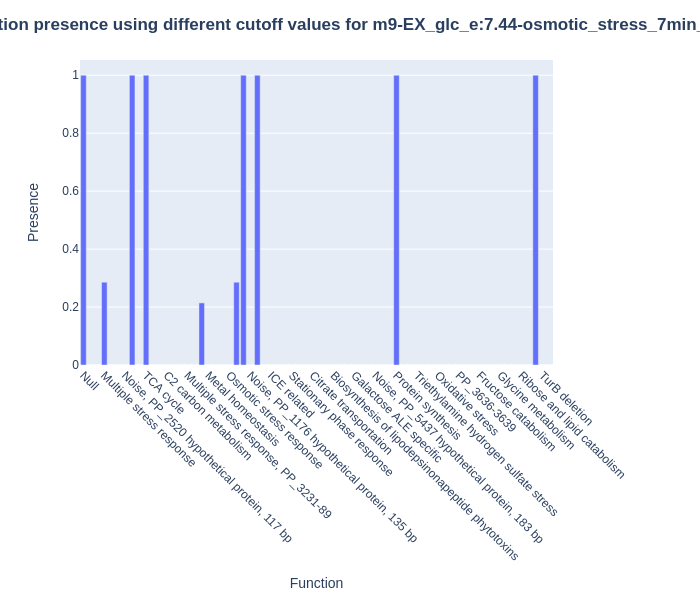 tion presence using different cutoff values for m9-EX_glc_e:7.44-osmotic_stress_7min_
Presence
1
0.8
0.6
0.4
0.2
0
Null
Multiple stress response
Noise, PP_2520 hypothetical protein, 117 bp
TCA cycle
C2 carbon metabolism
Multiple stress response, PP_3231-89
Metal homeostasis
Osmotic stress response
Noise, PP_1176 hypothetical protein, 135 bp
ICE related
Stationary phase response
Citrate transportation
Biosynthesis of lipodepsinonapeptide phytotoxins
Galactose ALE specific
Noise, PP_5437 hypothetical protein, 183 bp
Protein synthesis
Triethylamine hydrogen sulfate stress
Oxidative stress
PP_3636-3639
Fructose catabolism
Glycine metabolism
Ribose and lipid catabolism
TurB deletion
Function